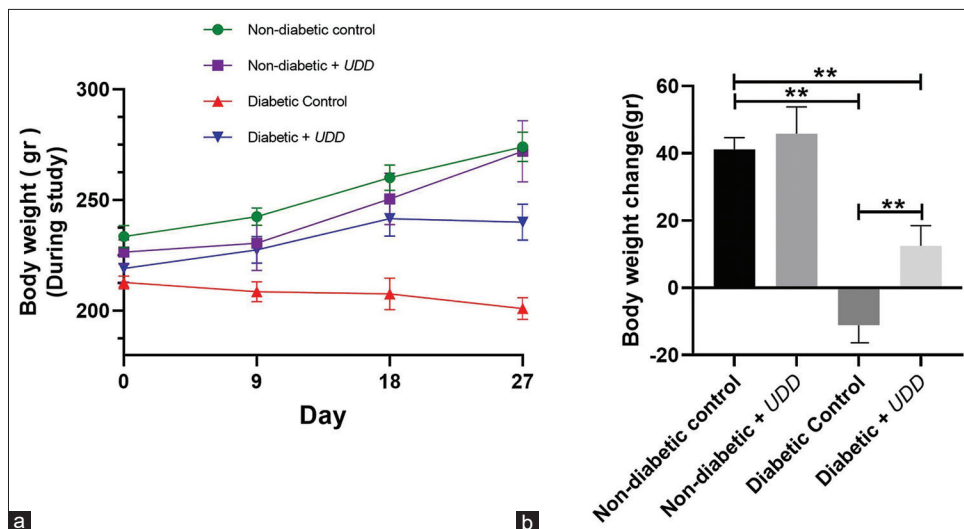 Non-diabetic control
Non-diabetic + UDD
Diabetic Control
Diabetic + UDD
Body weight ( gr )
(During study)
300
250
200
0
9
18
27
Day
a
Body weight change(gr)
60
40
20
0
-20
**
**
**
Non-diabetic control
Non-diabetic + UDD
Diabetic Control
Diabetic + UDD
b